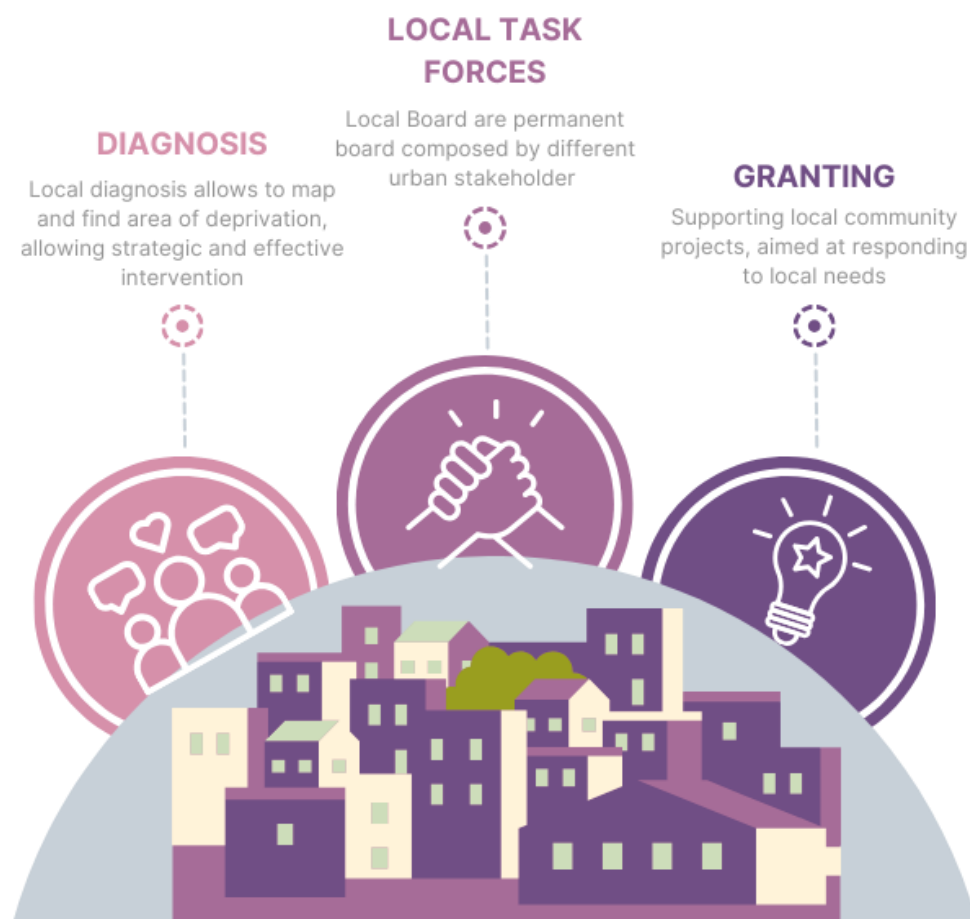 DIAGNOSIS
Local diagnosis allows to map
and find area of deprivation,
allowing strategic and effective
intervention
LOCAL TASK
FORCES
Local Board are permanent
board composed by different
urban stakeholder
GRANTING
Supporting local community
projects, aimed at responding
to local needs